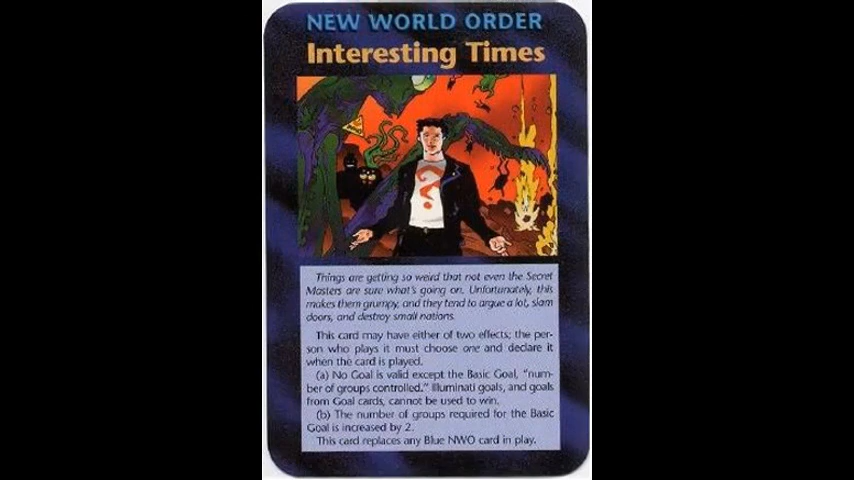 NEW WORLD ORDER
Interesting Times
Things are getting so weird that not even the Secret
Masters are sure what's going on. Unfortunately, this
makes them grumpy, and they tend to argue a lot, slam
doors, and destroy small nations.
This card may have either of two effects; the per-
son who plays it must choose one and declare it
when the card is played.
(a) No Goal is valid except the Basic Goal, "num-
ber of groups controlled." Illuminati goals, and goals
from Goal cards, cannot be used to win.
(b) The number of groups required for the Basic
Goal is increased by 2.
This card replaces any Blue NWO card in play.